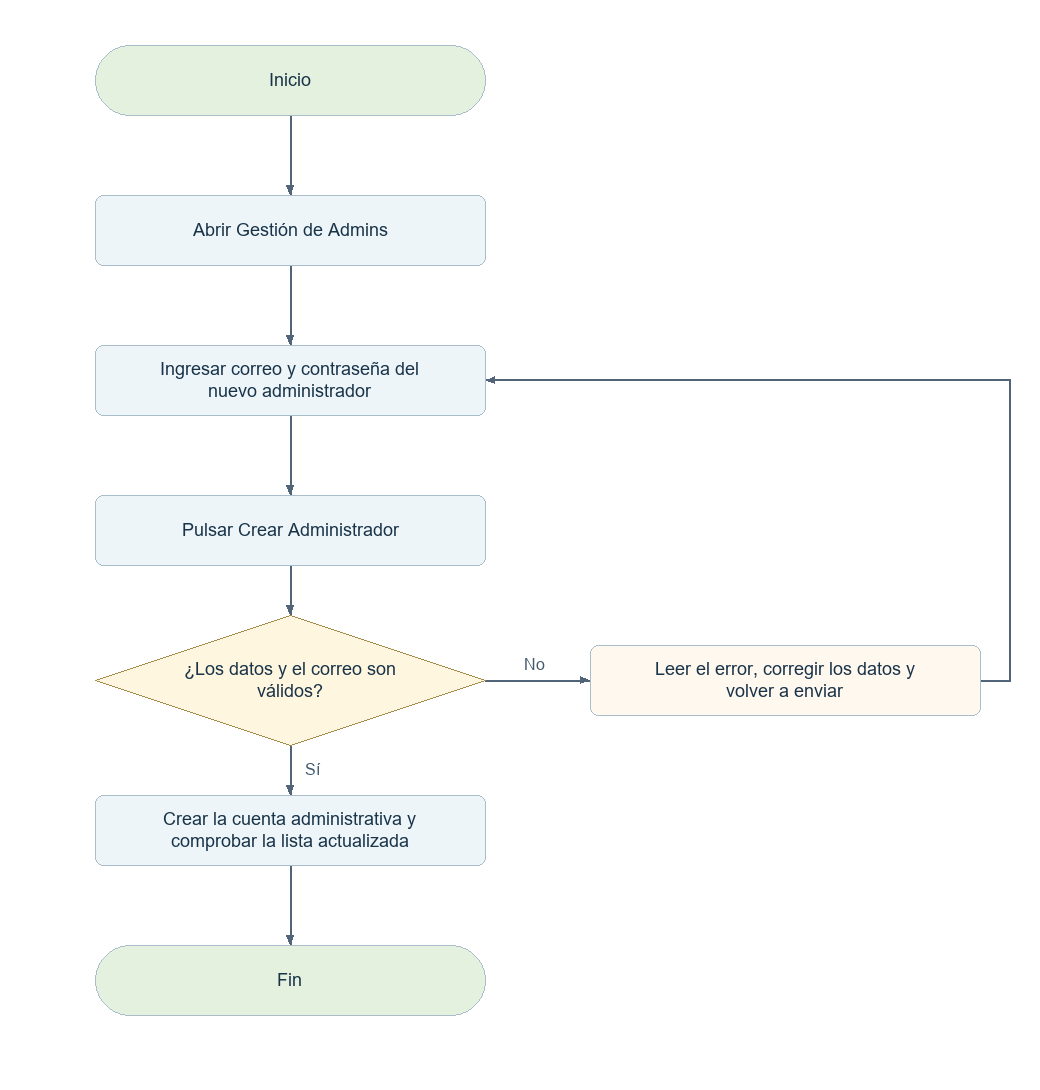 Inicio
Abrir Gestión de Admins
Ingresar correo y contraseña del
nuevo administrador
Pulsar Crear Administrador
¿Los datos y el correo son
válidos?
No
Leer el error, corregir los datos y
volver a enviar
Sí
Crear la cuenta administrativa y
comprobar la lista actualizada
Fin